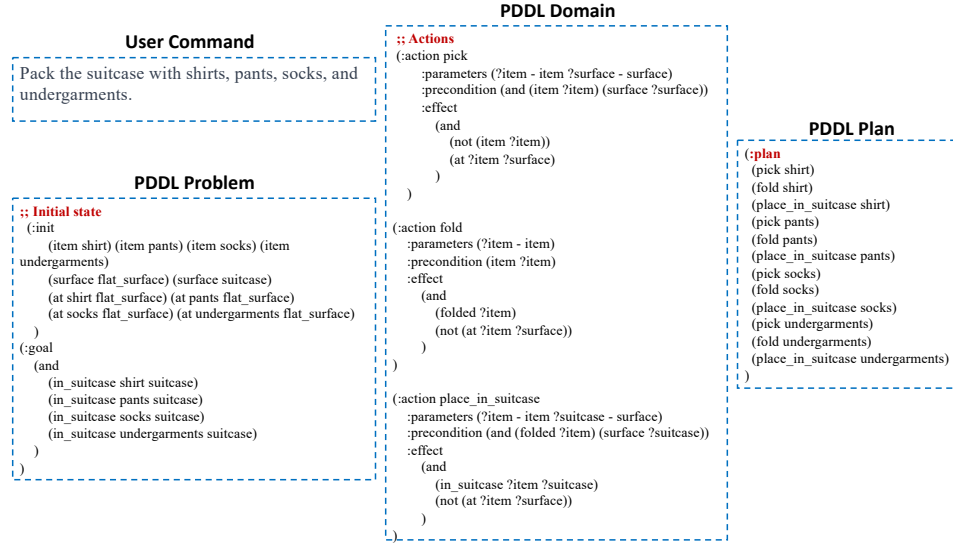 User Command
Pack the suitcase with shirts, pants, socks, and
undergarments.
PDDL Problem
;; Initial state
(:init
(item shirt) (item pants) (item socks) (item
undergarments)
(surface flat_surface) (surface suitcase)
(at shirt flat_surface) (at pants flat_surface)
(at socks flat_surface) (at undergarments flat_surface)
)
(:goal
(and
(in_suitcase shirt suitcase)
(in_suitcase pants suitcase)
(in_suitcase socks suitcase)
(in_suitcase undergarments suitcase)
)
)
PDDL Domain
;; Actions
(:action pick
:parameters (?item - item ?surface - surface)
:precondition (and (item ?item) (surface ?surface))
:effect
(and
(not (item ?item))
(at ?item ?surface)
)
)
(:action fold
:parameters (?item - item)
:precondition (item ?item)
:effect
(and
(folded ?item)
(not (at ?item ?surface))
)
)
(:action place_in_suitcase
:parameters (?item - item ?suitcase - surface)
:precondition (and (folded ?item) (surface ?suitcase))
:effect
(and
(in_suitcase ?item ?suitcase)
(not (at ?item ?surface))
)
)
PDDL Plan
(:plan
(pick shirt)
(fold shirt)
(place_in_suitcase shirt)
(pick pants)
(fold pants)
(place_in_suitcase pants)
(pick socks)
(fold socks)
(place_in_suitcase socks)
(pick undergarments)
(fold undergarments)
(place_in_suitcase undergarments)
)